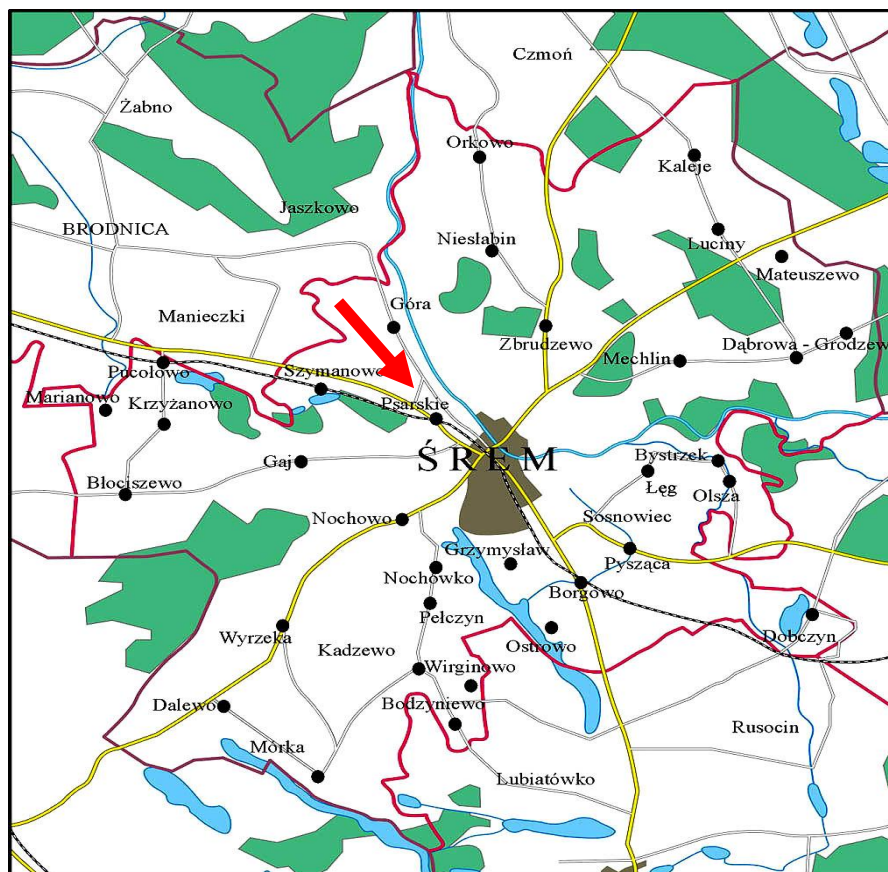 Czmoń
Żabno
Orkowo
Kaleje
Jaszkowo
BRODNICA
Niesłabin
Luciny
Mateuszewo
Góra
Manieczki
Zbrudzewo
Dąbrowa - Grodzew
Mechlin
Pucołowo
Szymanowo
Marianowo
Krzyżanowo
Psarskie
ŚREM
Bystrzek
Gaj
Błociszewo
Łęg
Olsza
Nochowo
Sosnowiec
Grzymysław
Pysząca
Nochówko
Borgowo
Pełczyn
Wyrzeka
Kadzewo
Ostrowo
Dobczyn
Wirginowo
Dalewo
Bodzyniewo
Rusocin
Mórka
Lubiatówko